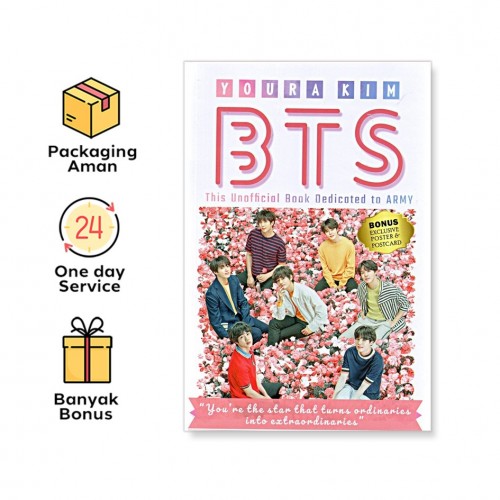 Packaging
Aman
24
One day
Service
Banyak
Bonus
YOURA KIM
BTS
This Unofficial Book Dedicated to ARMY
BONUS
EXCLUSIVE
POSTER &
POSTCARD
"You're the star that turns ordinaries
into extraordinaries"